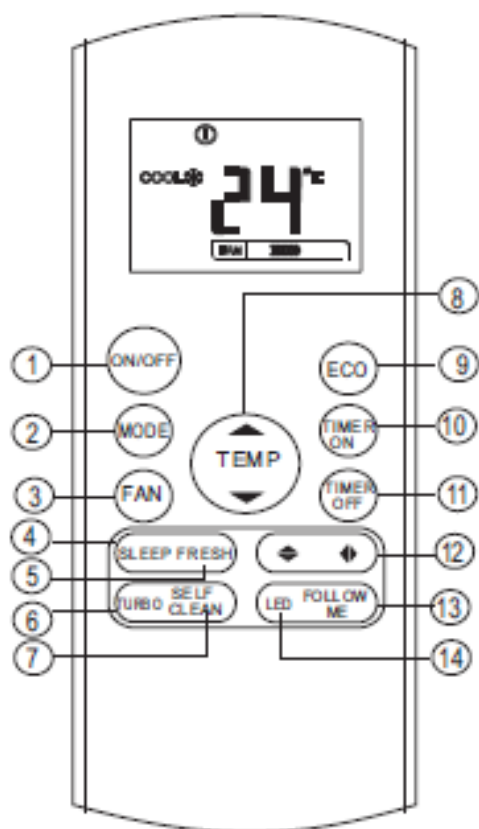 COOL
24°C
FAN
8
1
ON/OFF
ECO
9
2
MODE
TEMP
TIMER
ON
10
3
FAN
TIMER
OFF
11
4
SLEEP FRESH
12
5
6
TURBO SELF
CLEAN
LED FOLLOW
ME
13
7
14